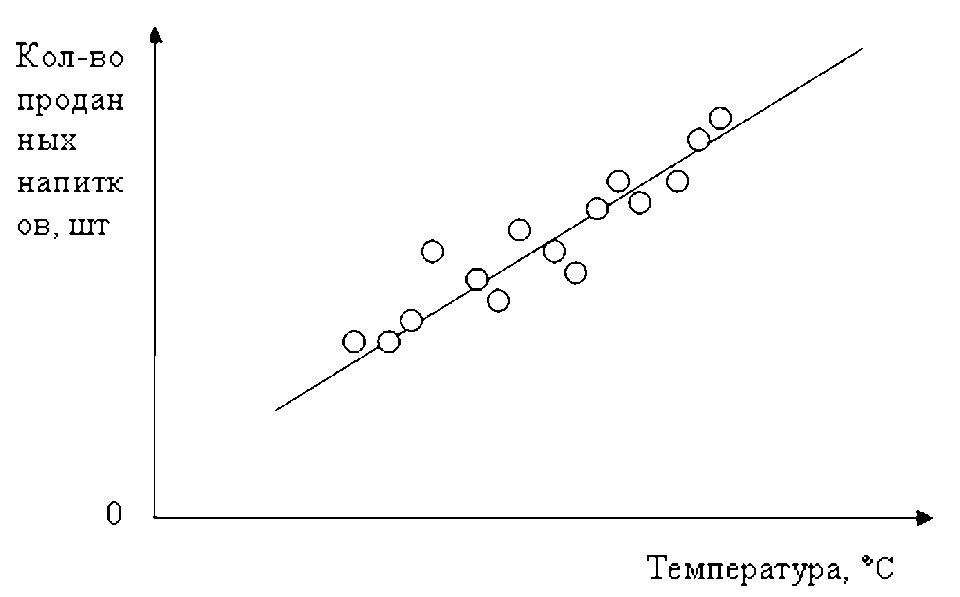 Кол-во
продан
ных
напитк
ов, шт
0
Температура, °С